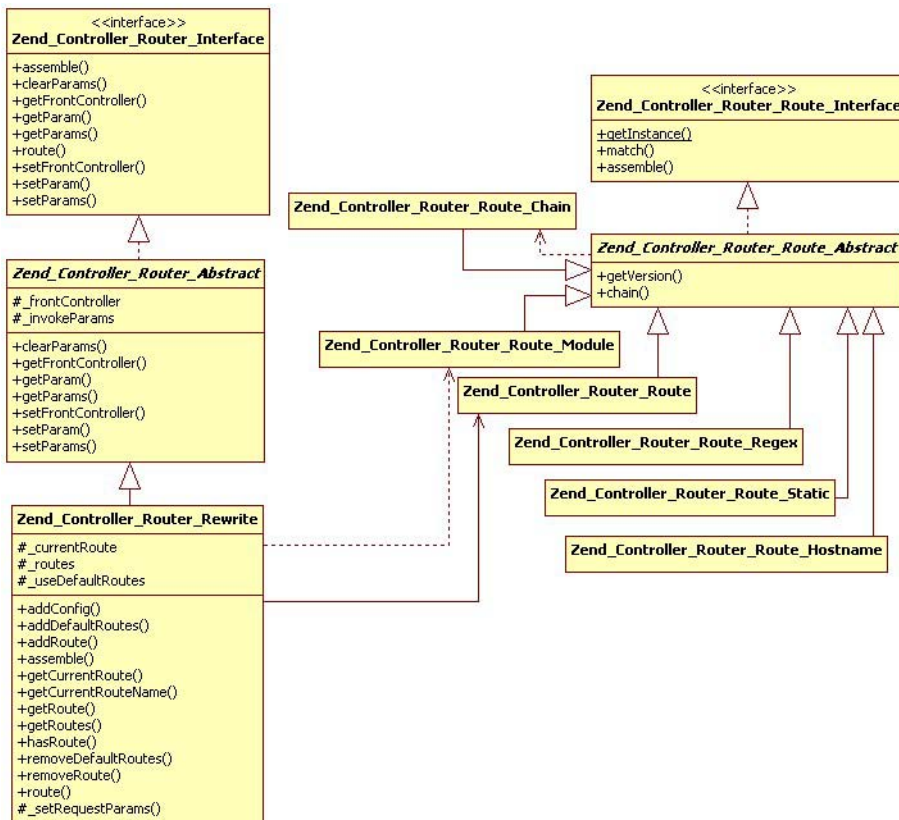 <<interface>>
Zend_Controller_Router_Interface
+assemble()
+clearParams()
+getFrontController()
+getParam()
+getParams()
+route()
+setFrontController()
+setParam()
+setParams()
Zend_Controller_Router_Abstract
#_frontController
#_invokeParams
+clearParams()
+getFrontController()
+getParam()
+getParams()
+setFrontController()
+setParam()
+setParams()
Zend_Controller_Router_Rewrite
#_currentRoute
#_routes
#_useDefaultRoutes
+addConfig()
+addDefaultRoutes()
+addRoute()
+assemble()
+getCurrentRoute()
+getCurrentRouteName()
+getRoute()
+getRoutes()
+hasRoute()
+removeDefaultRoutes()
+removeRoute()
+route()
#_setRequestParams()
<<interface>>
Zend_Controller_Router_Route_Interface
+getInstance()
+match()
+assemble()
Zend_Controller_Router_Route_Chain
Zend_Controller_Router_Route_Abstract
+getVersion()
+chain()
Zend_Controller_Router_Route_Module
Zend_Controller_Router_Route
Zend_Controller_Router_Route_Regex
Zend_Controller_Router_Route_Static
Zend_Controller_Router_Route_Hostname